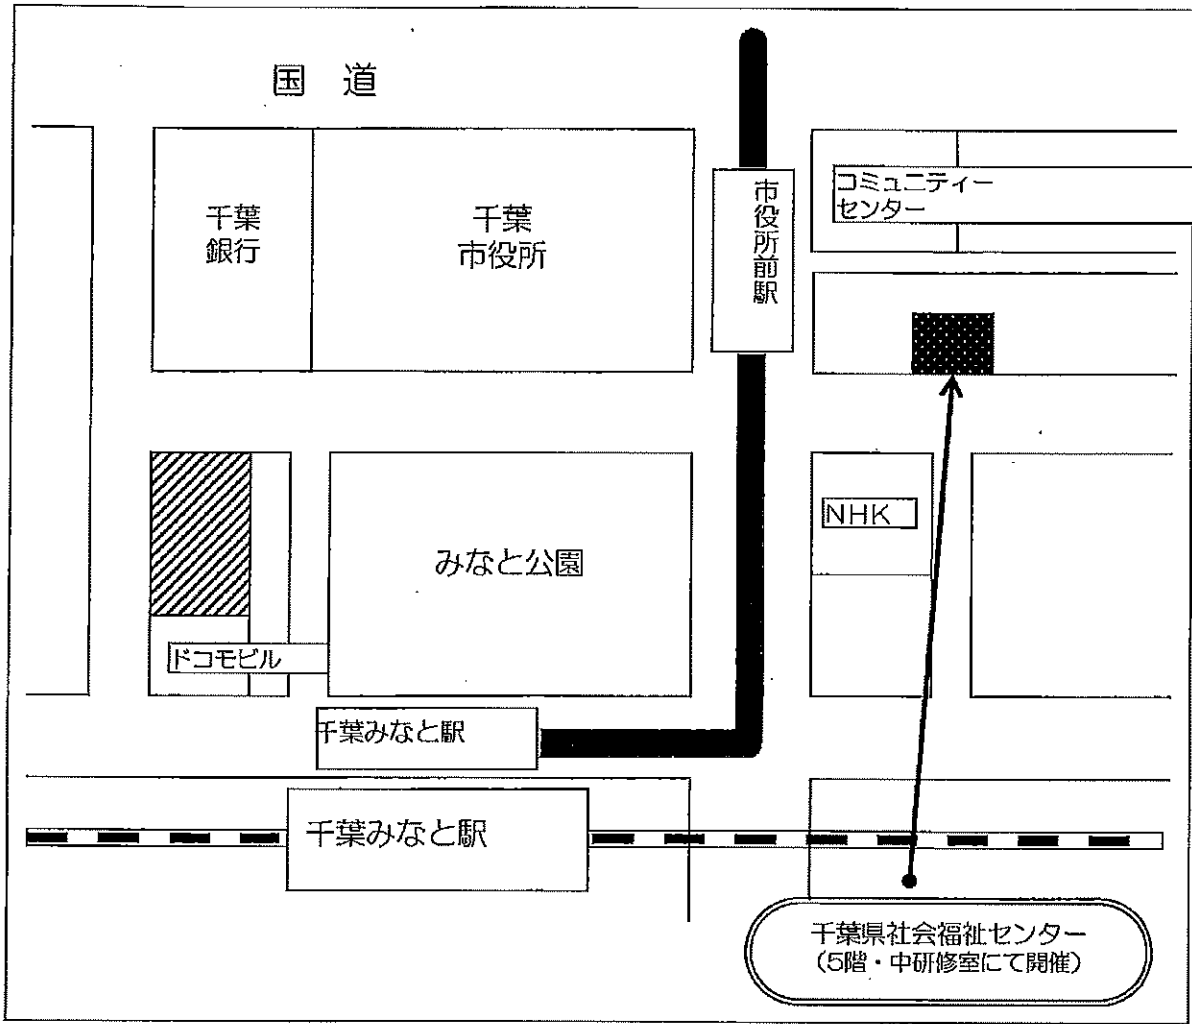 国 道
千葉
銀行
千葉
市役所
市役所前駅
コミュニティー
センター
NHK
みなと公園
ドコモビル
千葉みなと駅
千葉みなと駅
千葉県社会福祉センター
(5階・中研修室にて開催)